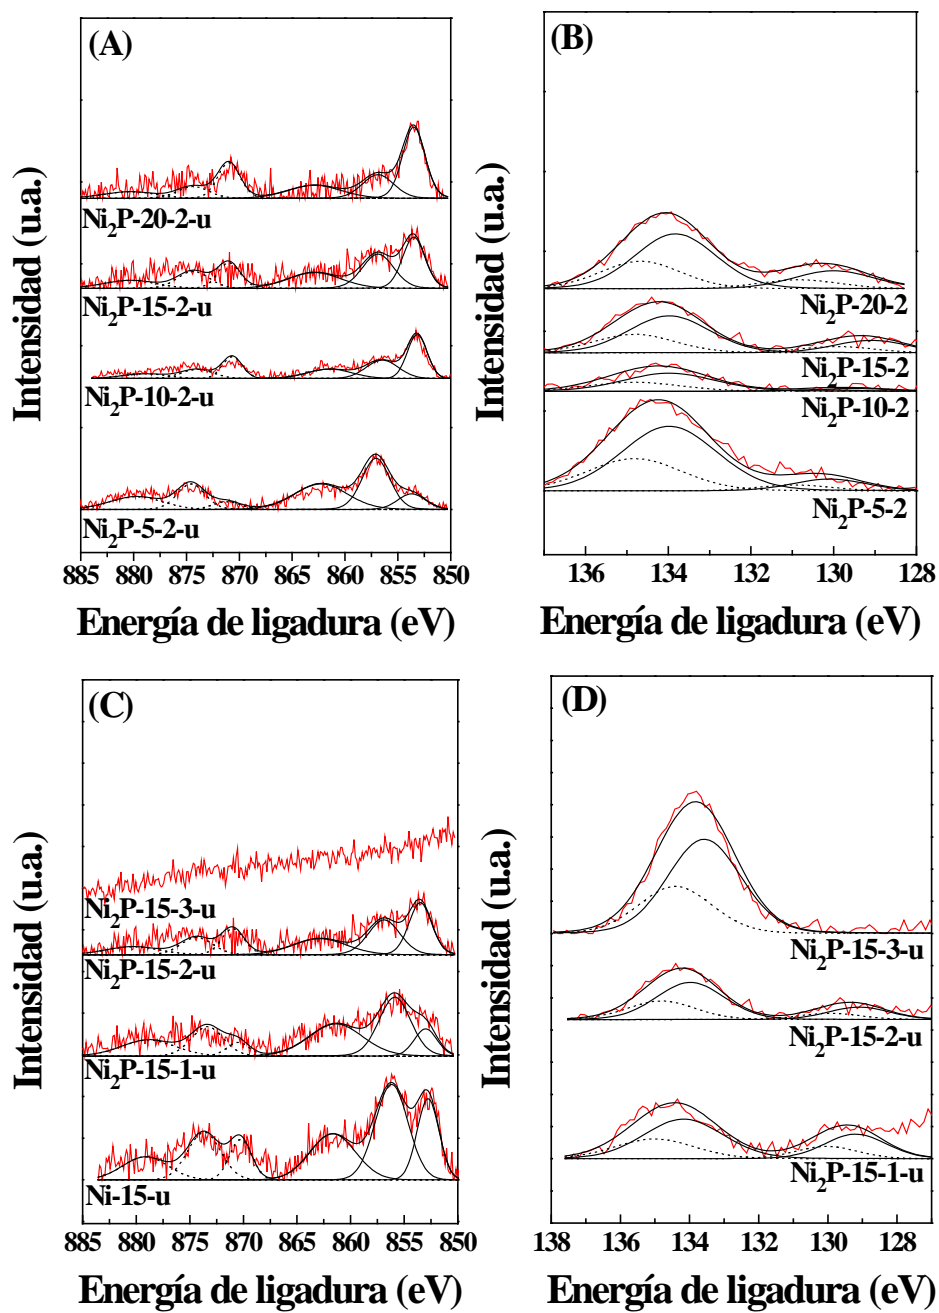 (A)
Intensidad (u.a.)
Ni2P-20-2-u
Ni2P-15-2-u
Ni2P-10-2-u
Ni2P-5-2-u
885 880 875 870 865 860 855 850
Energía de ligadura (eV)
(B)
Intensidad (u.a.)
Ni2P-20-2
Ni2P-15-2
Ni2P-10-2
Ni2P-5-2
136 134 132 130 128
Energía de ligadura (eV)
(C)
Intensidad (u.a.)
Ni2P-15-3-u
Ni2P-15-2-u
Ni2P-15-1-u
Ni-15-u
885 880 875 870 865 860 855 850
Energía de ligadura (eV)
(D)
Intensidad (u.a.)
Ni2P-15-3-u
Ni2P-15-2-u
Ni2P-15-1-u
138 136 134 132 130 128
Energía de ligadura (eV)